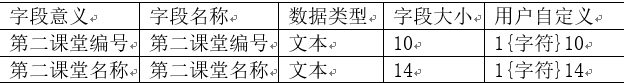 字段意义 字段名称 数据类型 字段大小 用户自定义
第二课堂编号 第二课堂编号 文本 10 1{字符}10
第二课堂名称 第二课堂名称 文本 14 1{字符}14